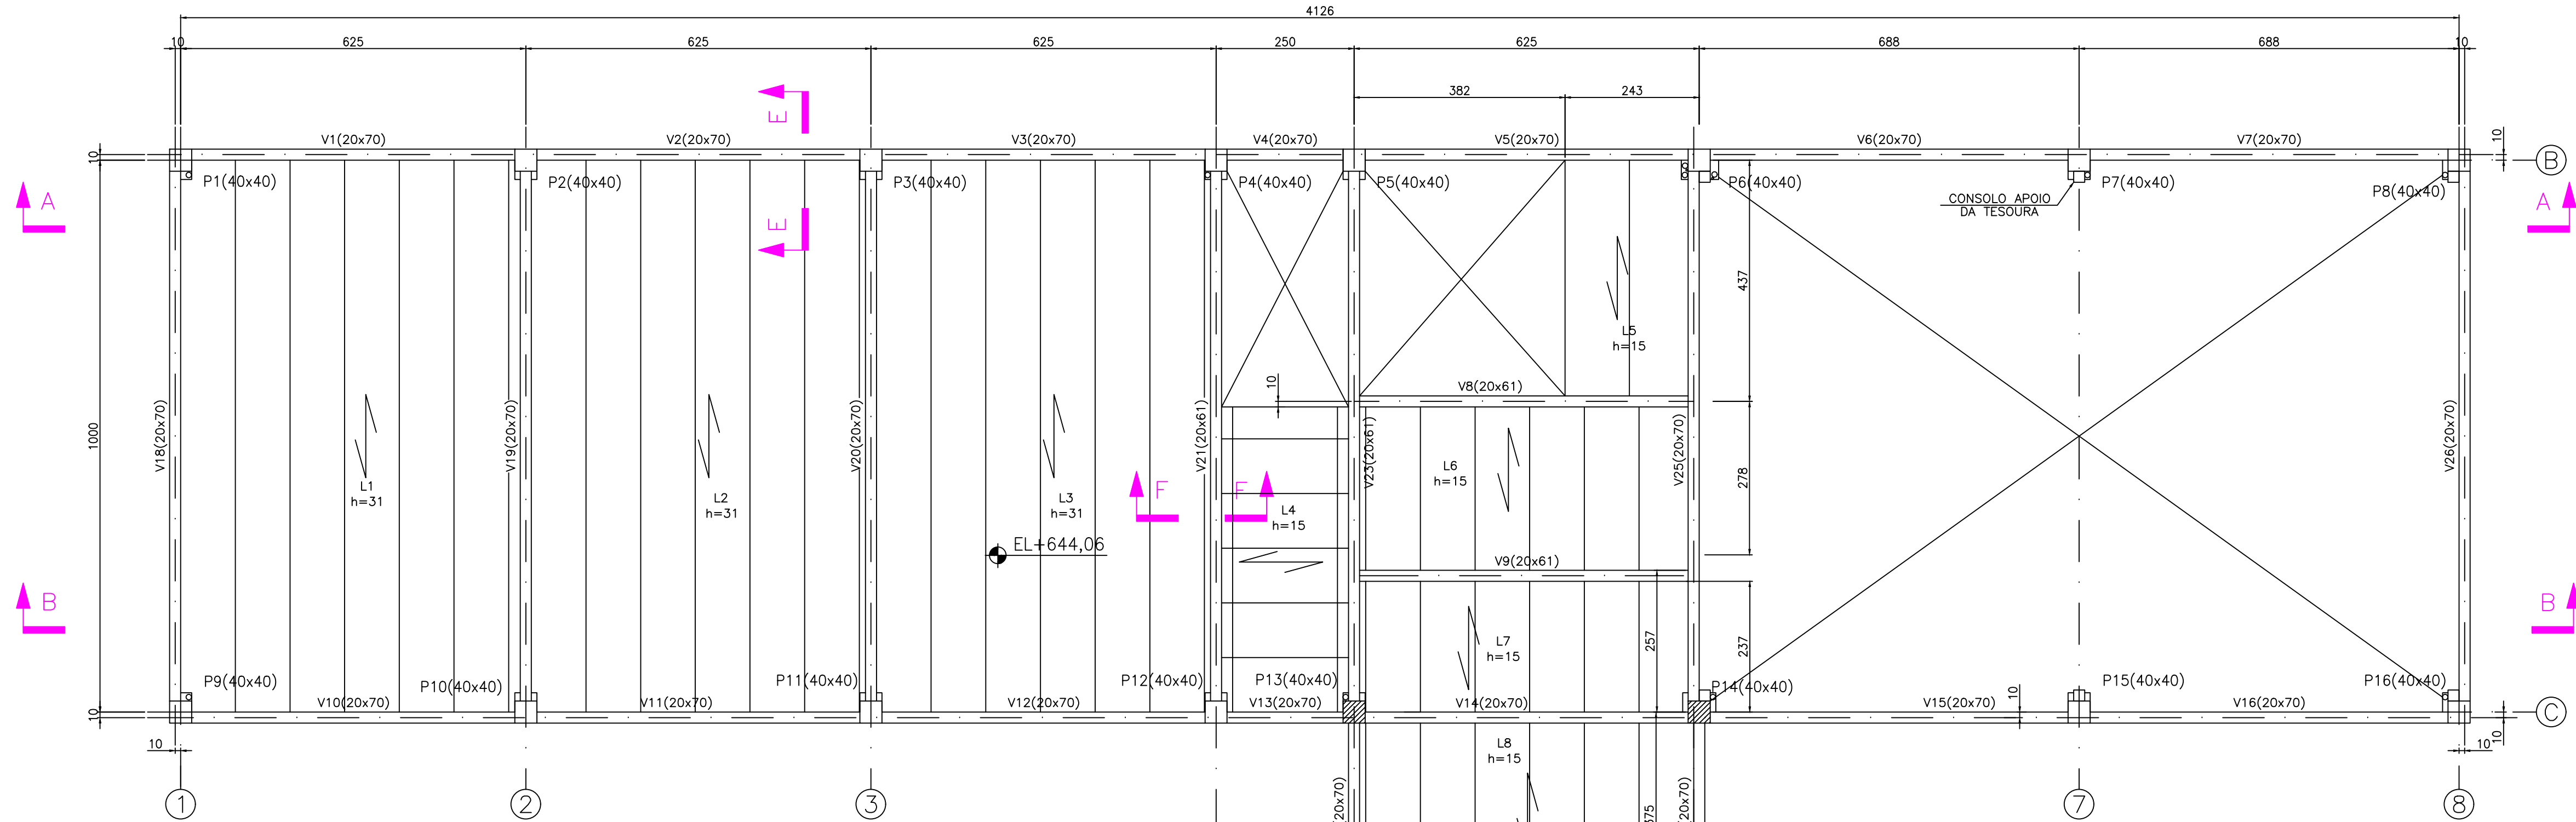 4126
10 625 625 625 250 625 688 688 10
382 243
E
V1(20x70) V2(20x70) V3(20x70) V4(20x70) V5(20x70) V6(20x70) V7(20x70)
10
10
B
P1(40x40) P2(40x40) P3(40x40) P4(40x40) P5(40x40) P6(40x40) P7(40x40) P8(40x40)
CONSOLO APOIO
DA TESOURA
A
A
E
437
L5
h=15
10
V8(20x61)
1000
V18(20x70)
V19(20x70)
V20(20x70)
V21(20x61)
V23(20x61)
V25(20x70)
V26(20x70)
L1
h=31
L2
h=31
L3
h=31
F
F
L4
h=15
L6
h=15
278
EL+644,06
V9(20x61)
B
B
L7
h=15
257
237
P9(40x40) P10(40x40) P11(40x40) P12(40x40) P13(40x40) P14(40x40) P15(40x40) P16(40x40)
V10(20x70) V11(20x70) V12(20x70) V13(20x70) V14(20x70) V15(20x70) V16(20x70)
10
10
C
10
10
10
L8
h=15
(20x70)
575
(20x70)
1 2 3 7 8